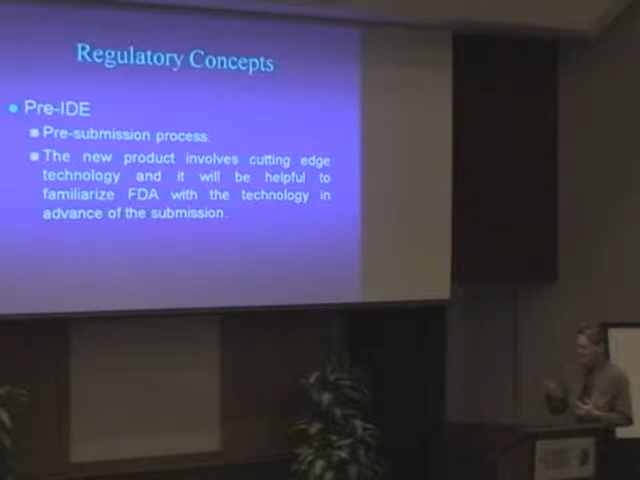 Regulatory Concepts
Pre-IDE
Pre-submission process.
The new product involves cutting edge
technology and it will be helpful to
familiarize FDA with the technology in
advance of the submission.